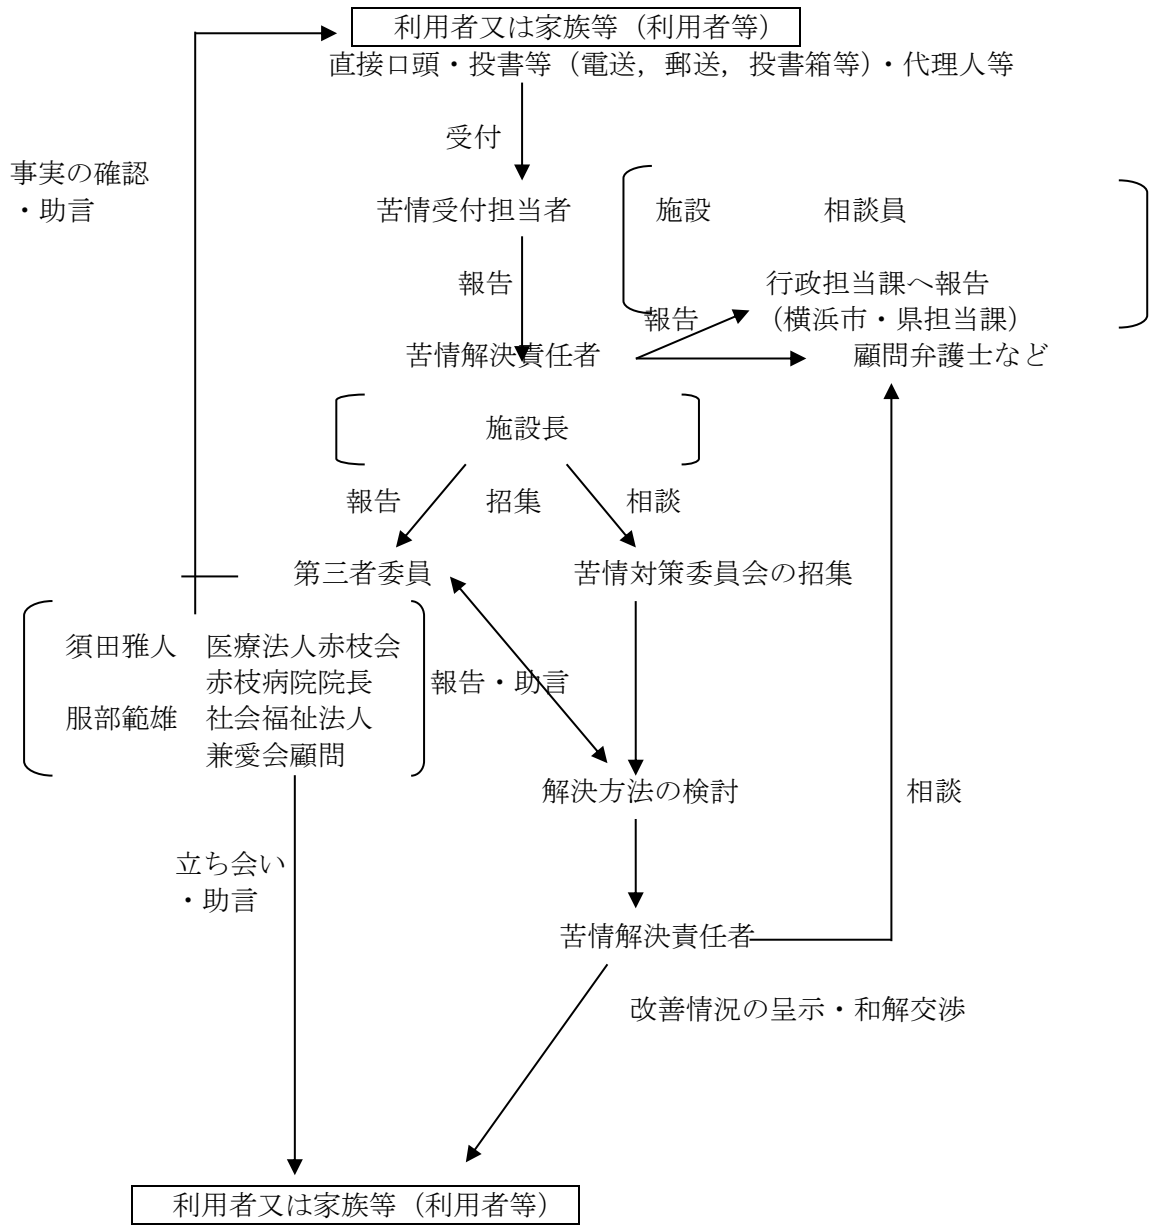 利用者又は家族等（利用者等）
直接口頭・投書等（電送，郵送，投書箱等）・代理人等
受付
事実の確認
・助言
苦情受付担当者
施設　相談員
報告
行政担当課へ報告
報告
（横浜市・県担当課）
苦情解決責任者
顧問弁護士など
施設長
報告　招集　相談
第三者委員
苦情対策委員会の招集
須田雅人　医療法人赤枝会
赤枝病院院長
報告・助言
服部範雄　社会福祉法人
兼愛会顧問
解決方法の検討
相談
立ち会い
・助言
苦情解決責任者
改善情況の呈示・和解交渉
利用者又は家族等（利用者等）